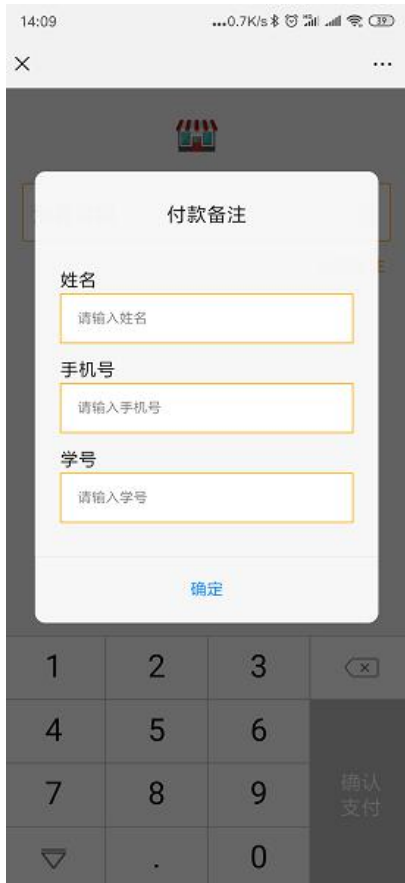 14:09
...0.7K/s
39
付款备注
姓名
请输入姓名
手机号
请输入手机号
学号
请输入学号
确定
1 2 3
4 5 6
7 8 9
确认
支付
. 0